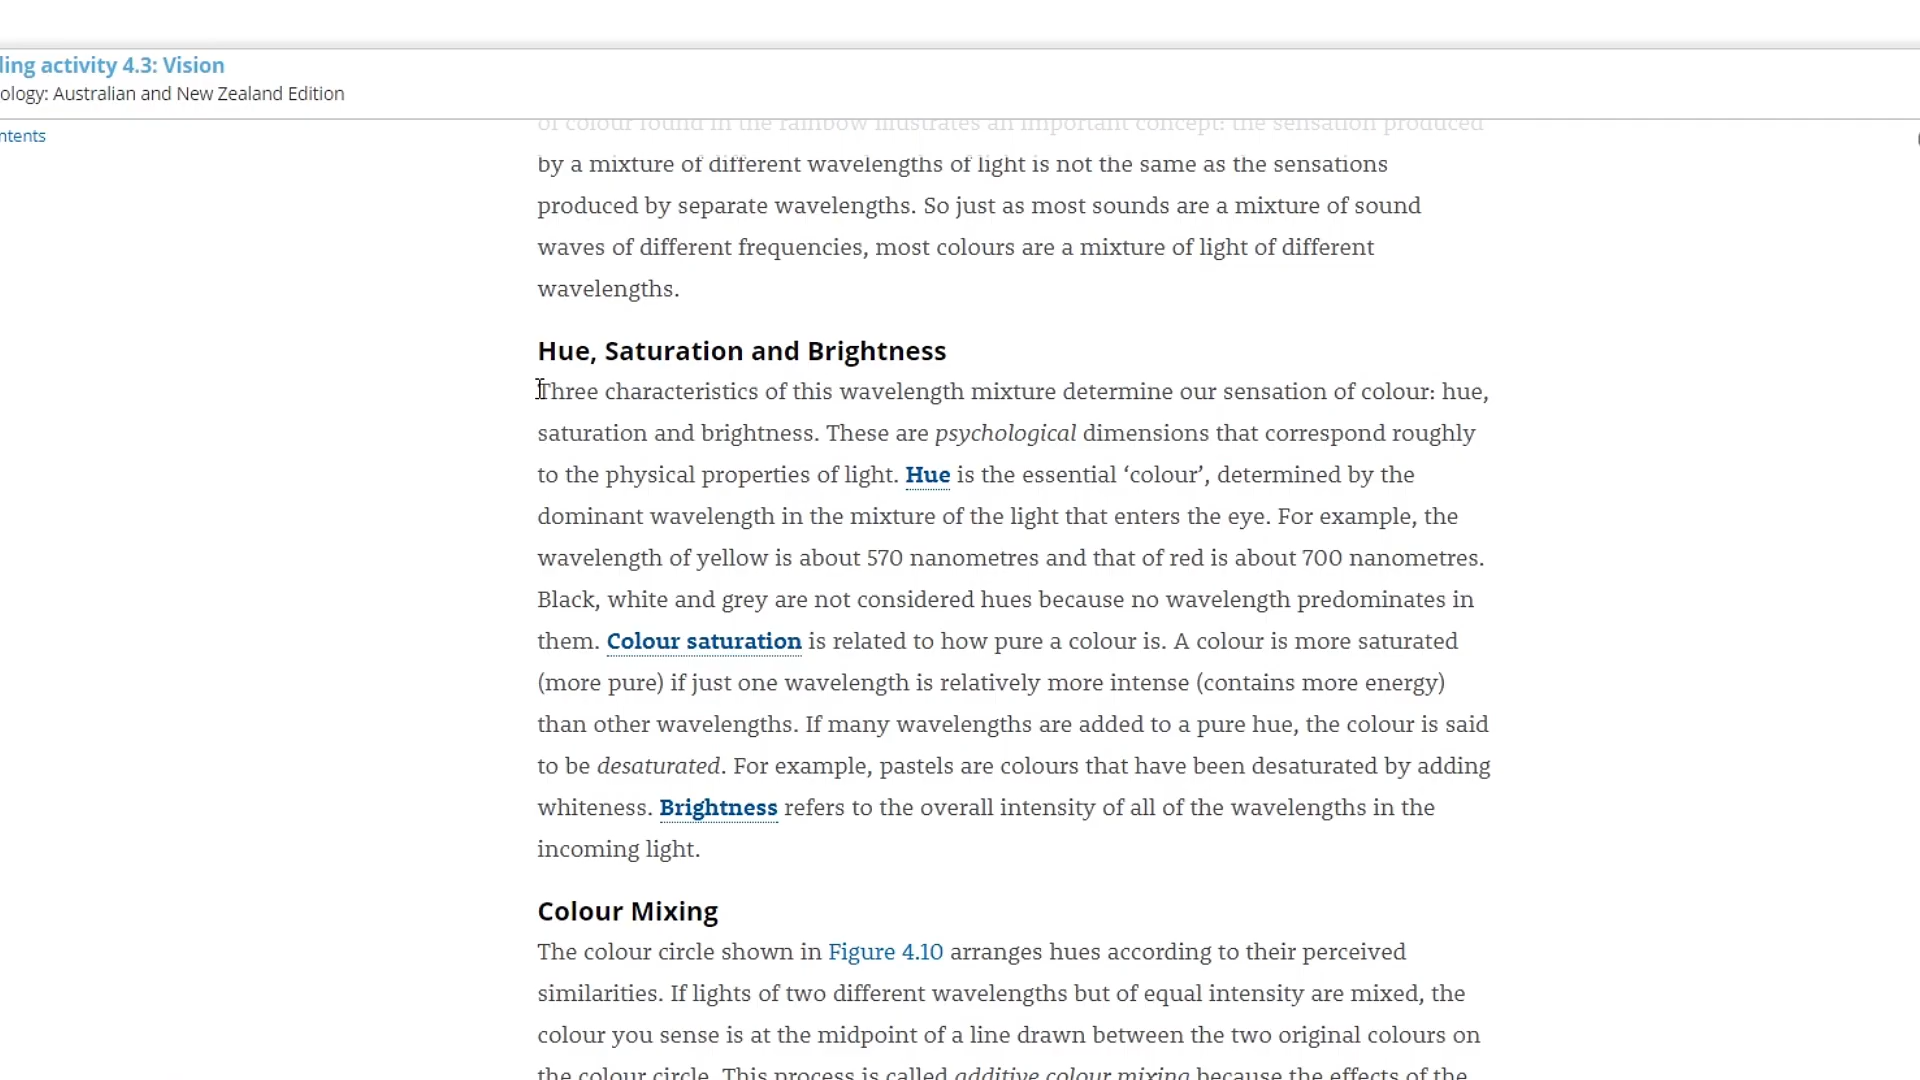 ling activity 4.3: Vision
ology: Australian and New Zealand Edition
ntents
of colour found in the rainbow illustrates an important concept: the sensation produced
by a mixture of different wavelengths of light is not the same as the sensations
produced by separate wavelengths. So just as most sounds are a mixture of sound
waves of different frequencies, most colours are a mixture of light of different
wavelengths.
Hue, Saturation and Brightness
Three characteristics of this wavelength mixture determine our sensation of colour: hue,
saturation and brightness. These are psychological dimensions that correspond roughly
to the physical properties of light. Hue is the essential ‘colour’, determined by the
dominant wavelength in the mixture of the light that enters the eye. For example, the
wavelength of yellow is about 570 nanometres and that of red is about 700 nanometres.
Black, white and grey are not considered hues because no wavelength predominates in
them. Colour saturation is related to how pure a colour is. A colour is more saturated
(more pure) if just one wavelength is relatively more intense (contains more energy)
than other wavelengths. If many wavelengths are added to a pure hue, the colour is said
to be desaturated. For example, pastels are colours that have been desaturated by adding
whiteness. Brightness refers to the overall intensity of all of the wavelengths in the
incoming light.
Colour Mixing
The colour circle shown in Figure 4.10 arranges hues according to their perceived
similarities. If lights of two different wavelengths but of equal intensity are mixed, the
colour you sense is at the midpoint of a line drawn between the two original colours on
the colour circle. This process is called additive colour mixing because the effects of the